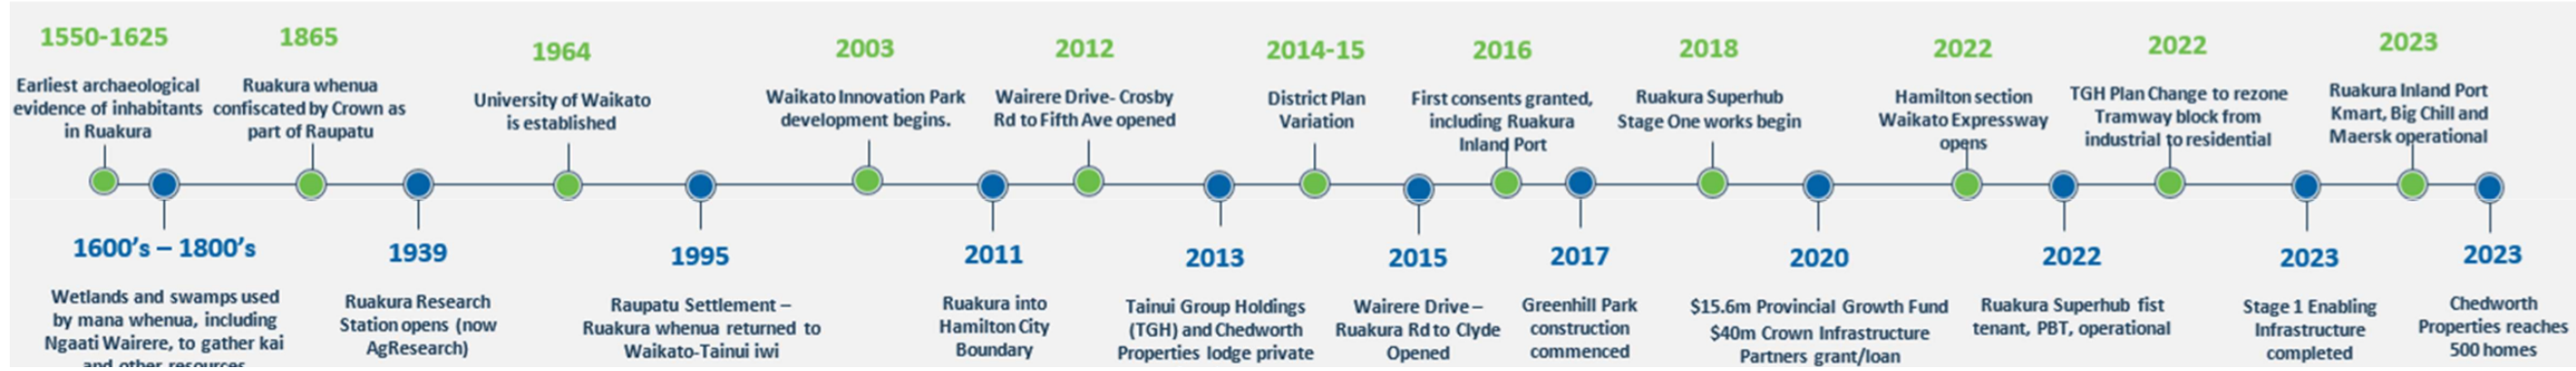 1550-1625
Earliest archaeological
evidence of inhabitants
in Ruakura
1865
Ruakura whenua
confiscated by Crown as
part of Raupatu
1964
University of Waikato
is established
2003
Waikato Innovation Park
development begins.
2012
Wairere Drive- Crosby
Rd to Fifth Ave opened
2014-15
District Plan
Variation
2016
First consents granted,
including Ruakura
Inland Port
2018
Ruakura Superhub
Stage One works begin
2022
Hamilton section
Waikato Expressway
opens
2022
TGH Plan Change to rezone
Tramway block from
industrial to residential
2023
Ruakura Inland Port
Kmart, Big Chill and
Maersk operational
1600's – 1800's
Wetlands and swamps used
by mana whenua, including
Ngaati Wairere, to gather kai
and other resources
1939
Ruakura Research
Station opens (now
AgResearch)
1995
Raupatu Settlement –
Ruakura whenua returned to
Waikato-Tainui iwi
2011
Ruakura into
Hamilton City
Boundary
2013
Tainui Group Holdings
(TGH) and Chedworth
Properties lodge private
2015
Wairere Drive –
Ruakura Rd to Clyde
Opened
2017
Greenhill Park
construction
commenced
2020
$15.6m Provincial Growth Fund
$40m Crown Infrastructure
Partners grant/loan
2022
Ruakura Superhub fist
tenant, PBT, operational
2023
Stage 1 Enabling
Infrastructure
completed
2023
Chedworth
Properties reaches
500 homes